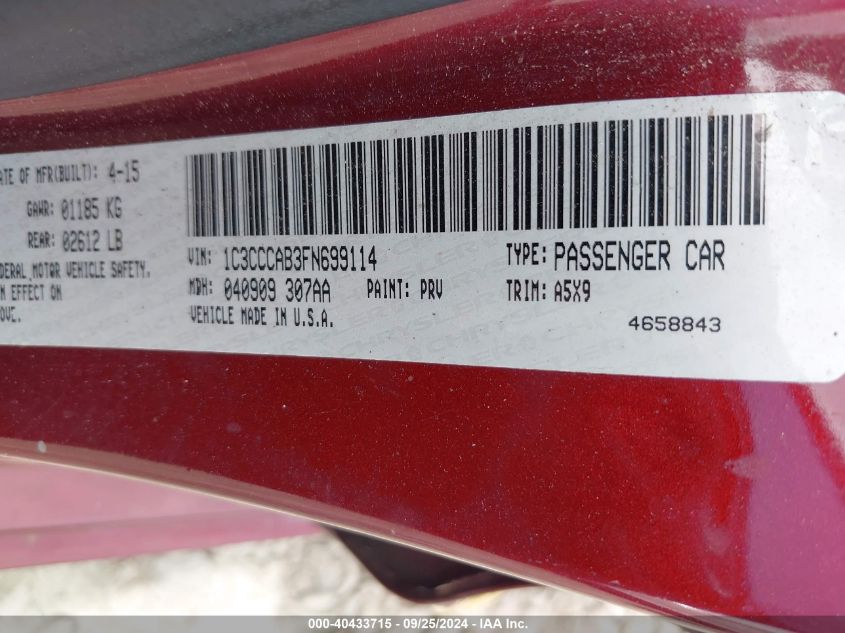 ATE OF MFR(BUILT): 4-15
GAWR: 01185 KG
REAR: 02612 LB
DERAL MOTOR VEHICLE SAFETY.
N EFFECT ON
OVE.
VIN: 1C3CCCAB3FN699114 TYPE: PASSENGER CAR
MDH: 040909 307AA PAINT: PRV TRIM: A5X9
VEHICLE MADE IN U.S.A.
4658843
CHRYSLER
000-40433715 - 09/25/2024 - IAA Inc.